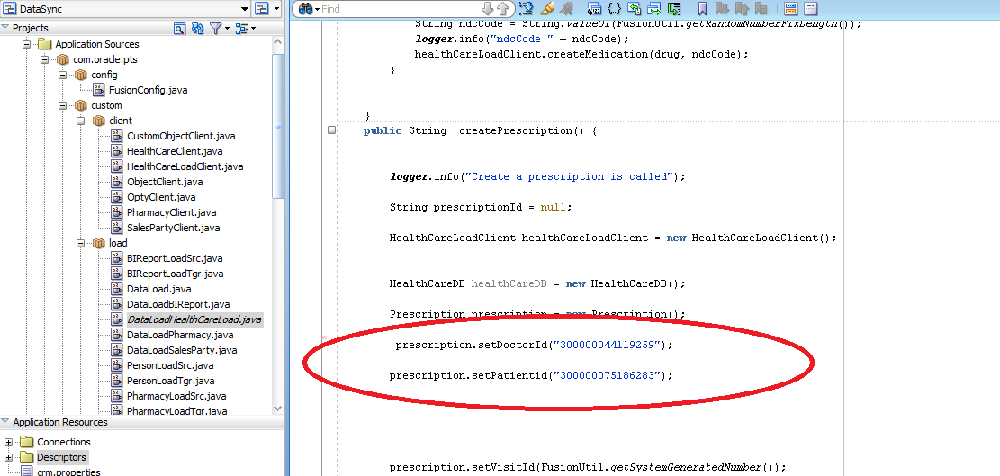 DataSync
Find
Projects
Application Sources
com.oracle.pts
config
FusionConfig.java
custom
client
CustomObjectClient.java
HealthCareClient.java
HealthCareLoadClient.java
ObjectClient.java
OptyClient.java
PharmacyClient.java
SalesPartyClient.java
load
BIReportLoadSrc.java
BIReportLoadTgr.java
DataLoad.java
DataLoadBIReport.java
DataLoadHealthCareLoad.java
DataLoadPharmacy.java
DataLoadSalesParty.java
PersonLoadSrc.java
PersonLoadTgr.java
PharmacyLoadSrc.java
PharmacyLoadTgr.java
Application Resources
Connections
Descriptors
crm.properties
String ndcCode = String.valueOf(FusionUtil.getRandomNumberFixLength());
logger.info("ndcCode " + ndcCode);
healthCareLoadClient.createMedication(drug, ndcCode);
}
}
public String createPrescription() {
logger.info("Create a prescription is called");
String prescriptionId = null;
HealthCareLoadClient healthCareLoadClient = new HealthCareLoadClient();
HealthCareDB healthCareDB = new HealthCareDB();
Prescription prescription = new Prescription();
prescription.setDoctorId("300000044119259");
prescription.setPatientid("300000075186283");
prescription.setVisitId(FusionUtil.getSystemGeneratedNumber());